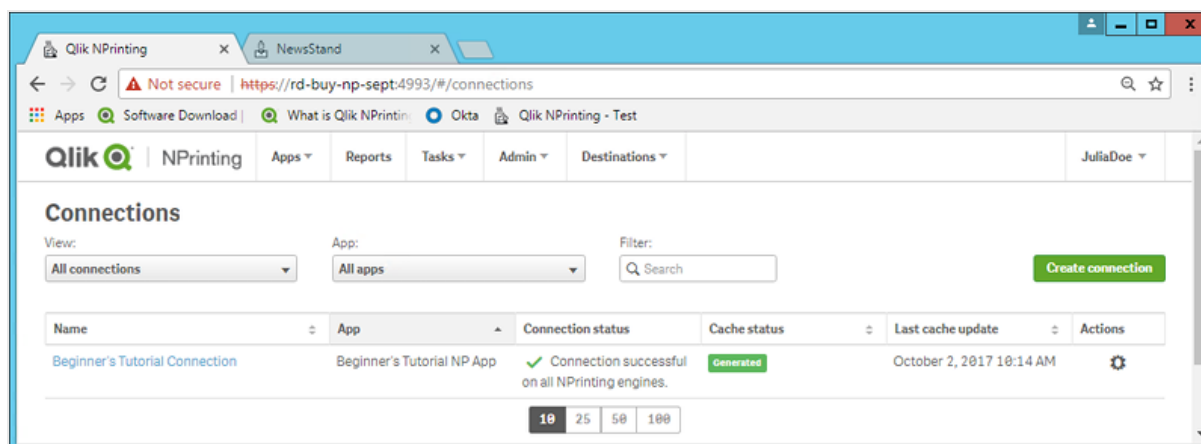 Qlik NPrinting
NewsStand
Not secure | https://rd-buy-np-sept:4993/#/connections
Apps Software Download | What is Qlik NPrintin Okta Qlik NPrinting - Test
Qlik NPrinting Apps Reports Tasks Admin Destinations JuliaDoe
Connections
View: App: Filter:
All connections All apps Search Create connection
Name App Connection status Cache status Last cache update Actions
Beginner's Tutorial Connection Beginner's Tutorial NP App Connection successful Generated October 2, 2017 10:14 AM
on all NPrinting engines.
10 25 50 100